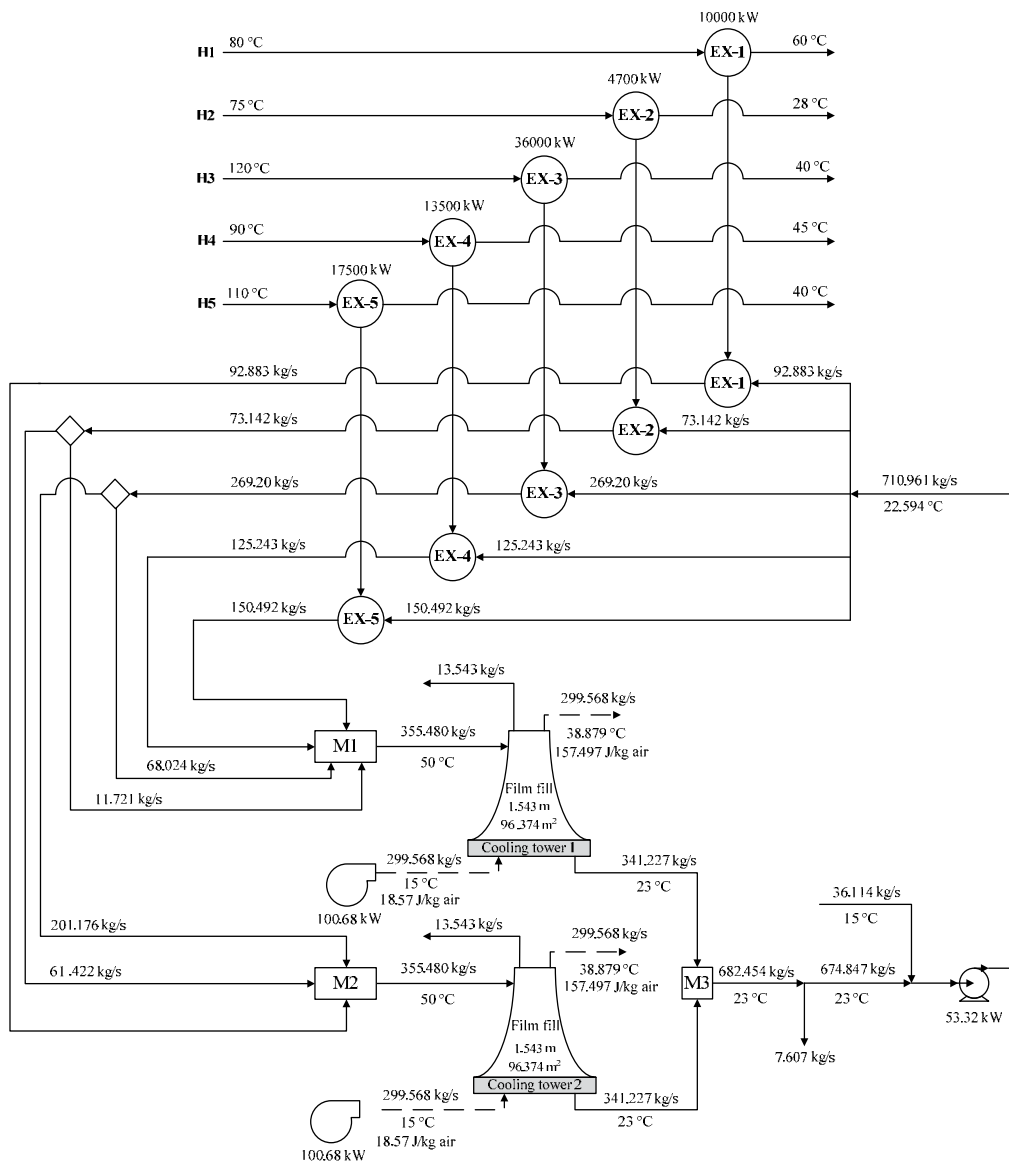 10000 kW
H1 80 °C EX-1 60 °C
4700 kW
H2 75 °C EX-2 28 °C
36000 kW
H3 120 °C EX-3 40 °C
13500 kW
H4 90 °C EX-4 45 °C
17500 kW
H5 110 °C EX-5 40 °C
92.883 kg/s EX-1 92.883 kg/s
73.142 kg/s EX-2 73.142 kg/s
269.20 kg/s EX-3 269.20 kg/s 710.961 kg/s
22.594 °C
125.243 kg/s EX-4 125.243 kg/s
150.492 kg/s EX-5 150.492 kg/s
13.543 kg/s
299.568 kg/s
38.879 °C
157.497 J/kg air
M1 355.480 kg/s
50 °C
68.024 kg/s
11.721 kg/s
Film fill
1.543 m
96.374 m²
Cooling tower 1
299.568 kg/s
15 °C
18.57 J/kg air
100.68 kW
341.227 kg/s
23 °C
36.114 kg/s
15 °C
201.176 kg/s
13.543 kg/s
299.568 kg/s
38.879 °C
157.497 J/kg air
61.422 kg/s M2 355.480 kg/s
50 °C
M3 682.454 kg/s 674.847 kg/s
23 °C 23 °C
53.32 kW
7.607 kg/s
Film fill
1.543 m
96.374 m²
Cooling tower 2
299.568 kg/s
15 °C
18.57 J/kg air
100.68 kW
341.227 kg/s
23 °C